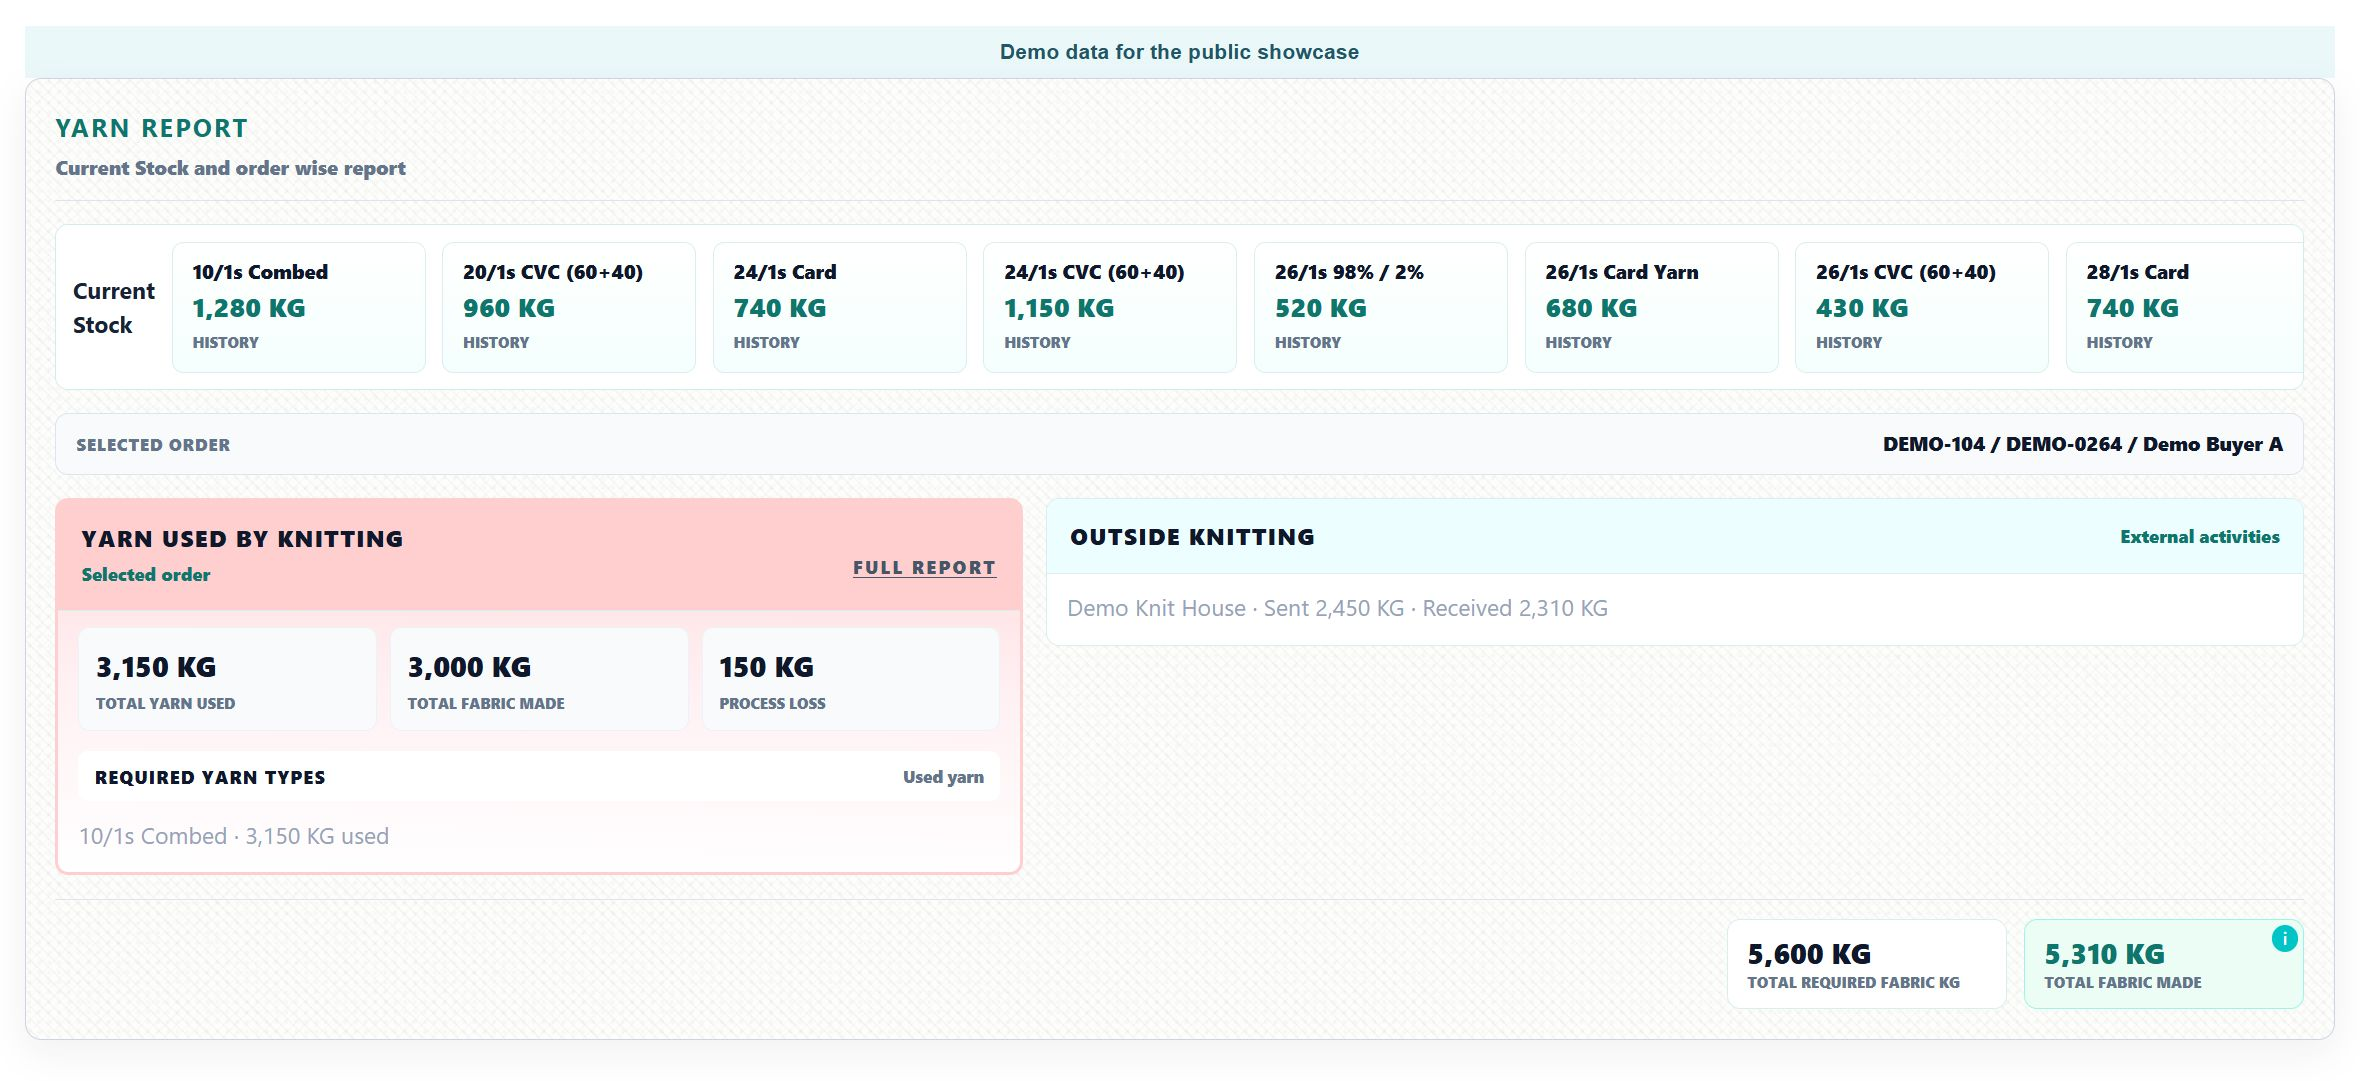 Demo data for the public showcase
YARN REPORT
Current Stock and order wise report
Current Stock
10/1s Combed
1,280 KG
HISTORY
20/1s CVC (60+40)
960 KG
HISTORY
24/1s Card
740 KG
HISTORY
24/1s CVC (60+40)
1,150 KG
HISTORY
26/1s 98% / 2%
520 KG
HISTORY
26/1s Card Yarn
680 KG
HISTORY
26/1s CVC (60+40)
430 KG
HISTORY
28/1s Card
740 KG
HISTORY
SELECTED ORDER
DEMO-104 / DEMO-0264 / Demo Buyer A
YARN USED BY KNITTING
Selected order
FULL REPORT
3,150 KG
TOTAL YARN USED
3,000 KG
TOTAL FABRIC MADE
150 KG
PROCESS LOSS
REQUIRED YARN TYPES
Used yarn
10/1s Combed · 3,150 KG used
OUTSIDE KNITTING
External activities
Demo Knit House · Sent 2,450 KG · Received 2,310 KG
5,600 KG
TOTAL REQUIRED FABRIC KG
5,310 KG
TOTAL FABRIC MADE
i